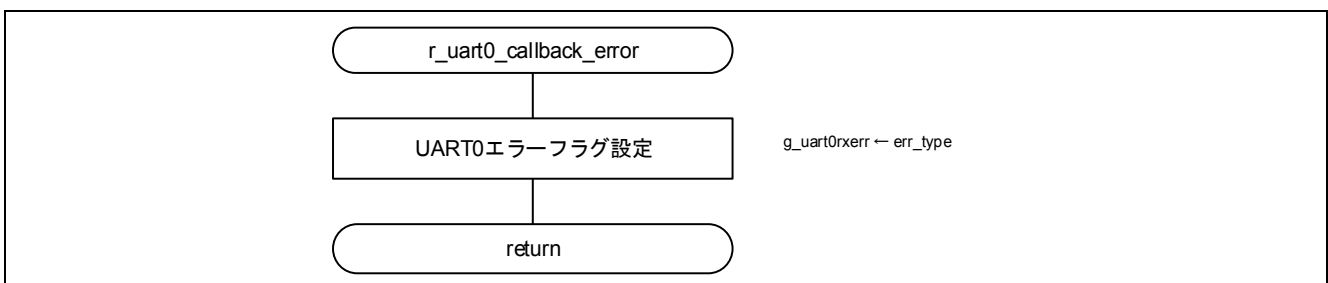 r_uart0_callback_error
UART0エラーフラグ設定
g_uart0rxerr ← err_type
return